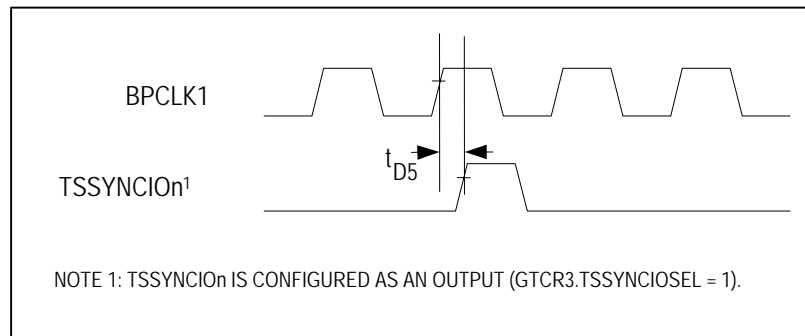 BPCLK1
tD5
TSSYNCIOn¹
NOTE 1: TSSYNCIOn IS CONFIGURED AS AN OUTPUT (GTCR3.TSSYNCIOSEL = 1).